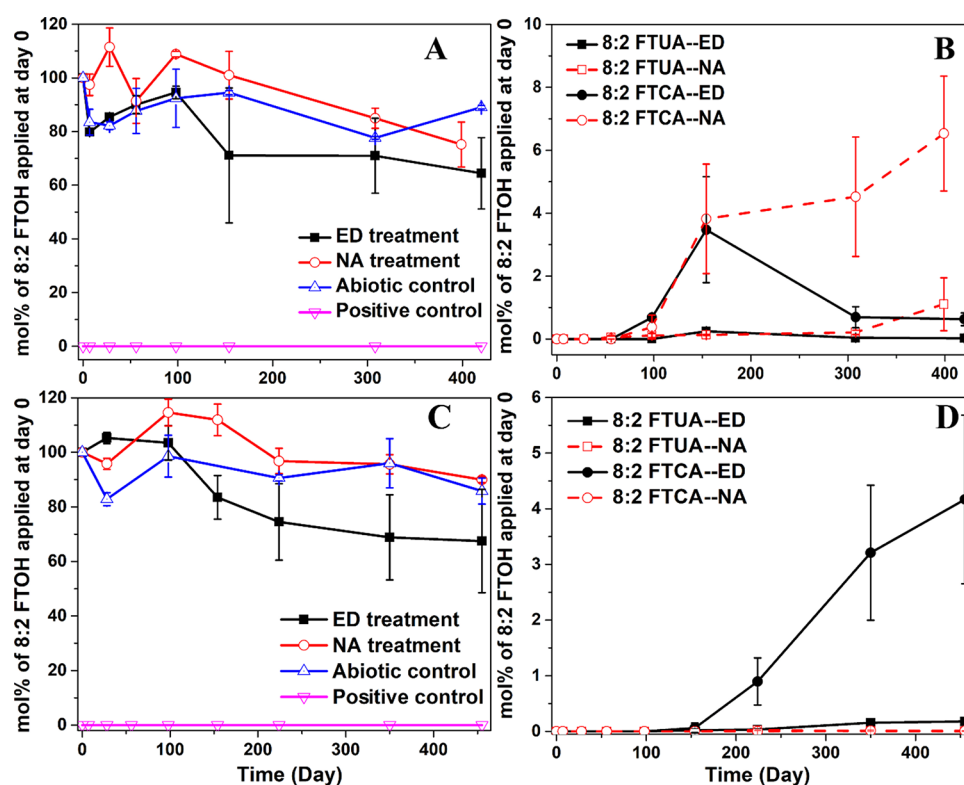 A
mol% of 8:2 FTOH applied at day 0
120
100
80
60
40
20
0
ED treatment
NA treatment
Abiotic control
Positive control
0 100 200 300 400
B
mol% of 8:2 FTOH applied at day 0
10
8
6
4
2
0
8:2 FTUA--ED
8:2 FTUA--NA
8:2 FTCA--ED
8:2 FTCA--NA
0 100 200 300 400
C
mol% of 8:2 FTOH applied at day 0
120
100
80
60
40
20
0
ED treatment
NA treatment
Abiotic control
Positive control
0 100 200 300 400
Time (Day)
D
mol% of 8:2 FTOH applied at day 0
6
5
4
3
2
1
0
8:2 FTUA--ED
8:2 FTUA--NA
8:2 FTCA--ED
8:2 FTCA--NA
0 100 200 300 400
Time (Day)